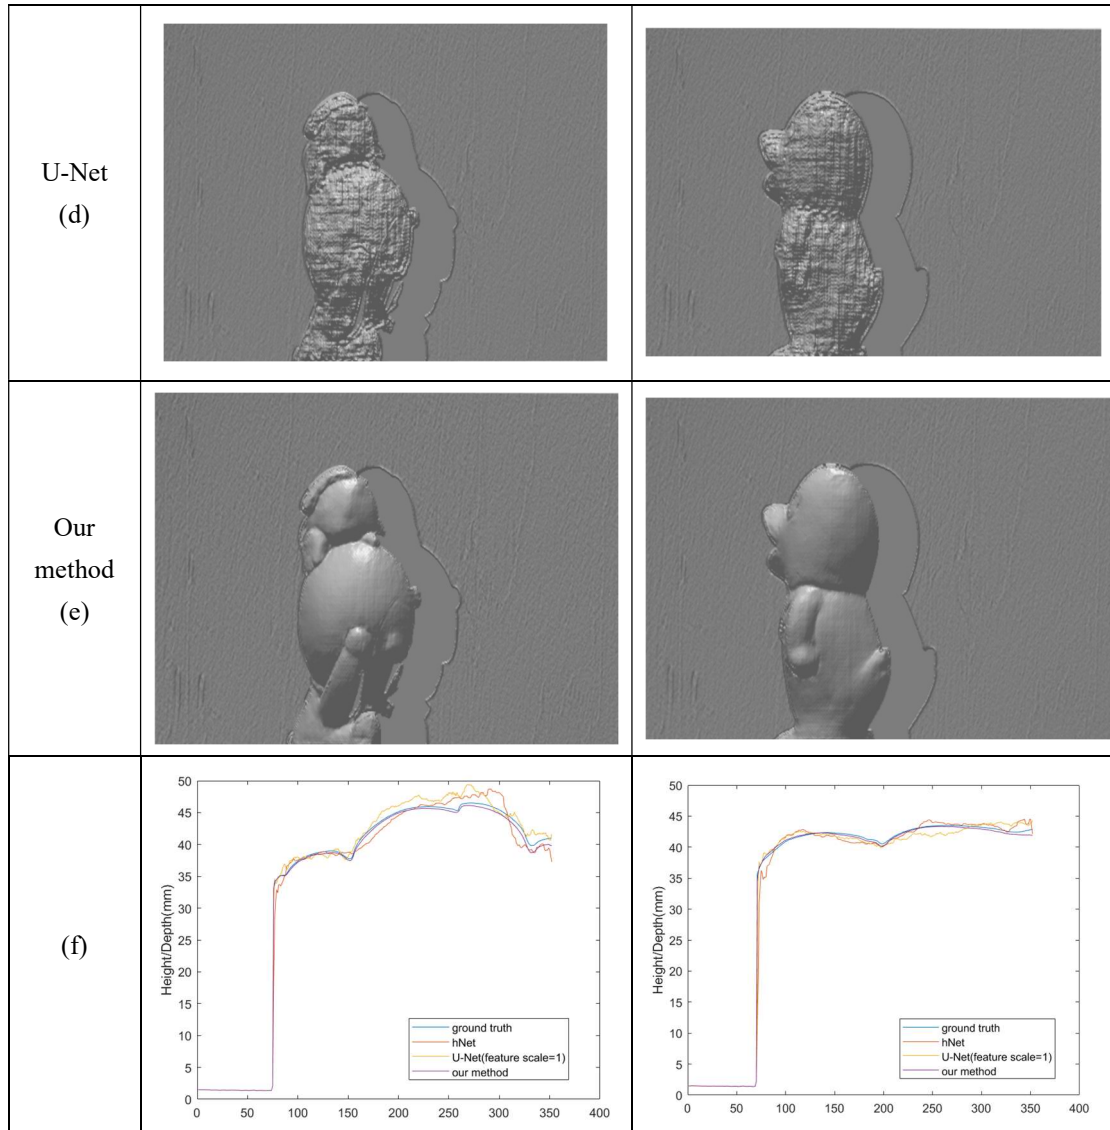 U-Net
(d)
Our
method
(e)
(f)
50
45
40
35
30
25
20
15
10
5
0
Height/Depth(mm)
ground truth
hNet
U-Net(feature scale=1)
our method
0 50 100 150 200 250 300 350 400
50
45
40
35
30
25
20
15
10
5
0
Height/Depth(mm)
ground truth
hNet
U-Net(feature scale=1)
our method
0 50 100 150 200 250 300 350 400